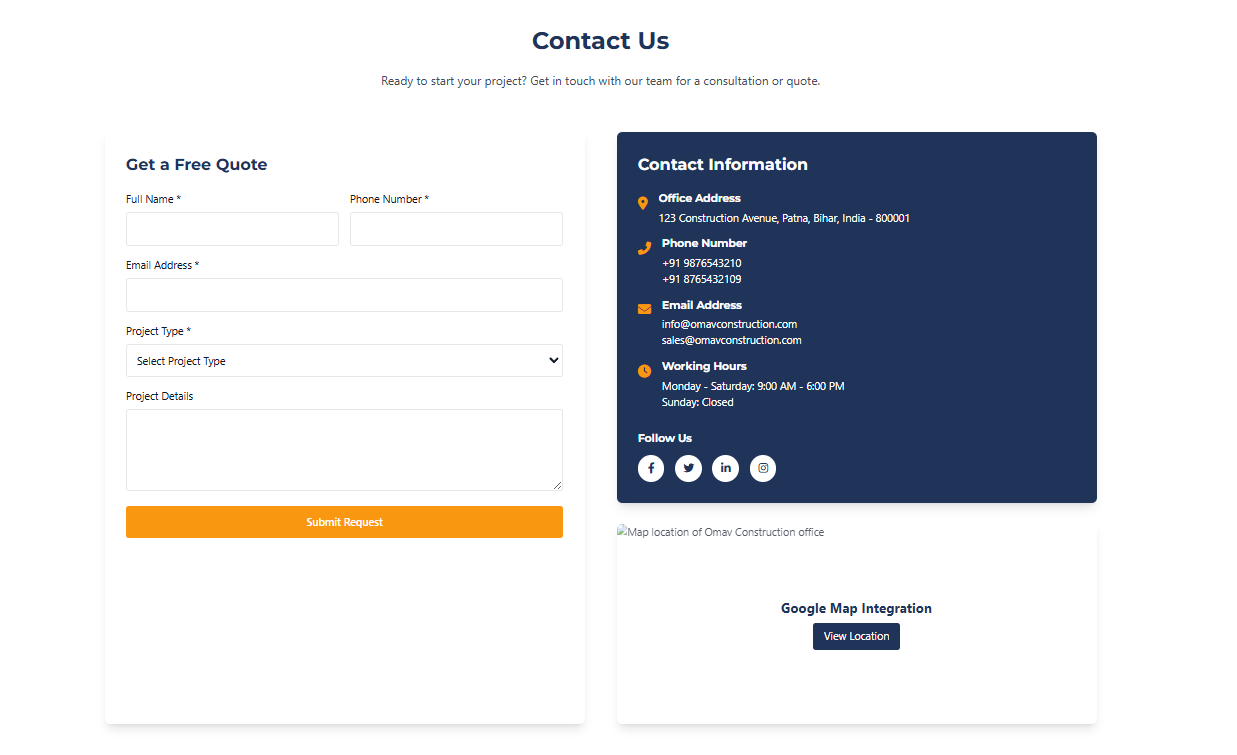 Contact Us
Ready to start your project? Get in touch with our team for a consultation or quote.
Get a Free Quote
Full Name *
Phone Number *
Email Address *
Project Type *
Select Project Type
Project Details
Submit Request
Contact Information
Office Address
123 Construction Avenue, Patna, Bihar, India - 800001
Phone Number
+91 9876543210
+91 8765432109
Email Address
info@omavconstruction.com
sales@omavconstruction.com
Working Hours
Monday - Saturday: 9:00 AM - 6:00 PM
Sunday: Closed
Follow Us
Map location of Omav Construction office
Google Map Integration
View Location